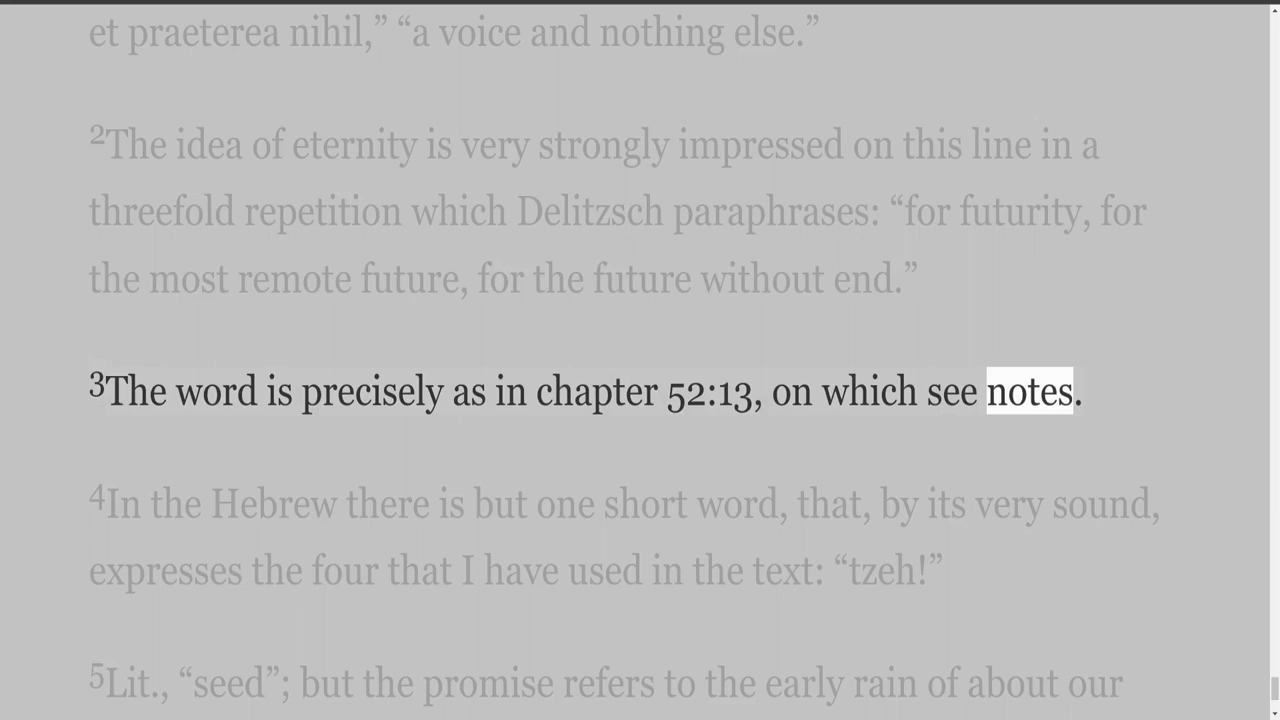 et praeterea nihil,” “a voice and nothing else.”
2The idea of eternity is very strongly impressed on this line in a
threefold repetition which Delitzsch paraphrases: “for futurity, for
the most remote future, for the future without end.”
3The word is precisely as in chapter 52:13, on which see notes.
4In the Hebrew there is but one short word, that, by its very sound,
expresses the four that I have used in the text: “tzeh!”
5Lit., “seed”; but the promise refers to the early rain of about our